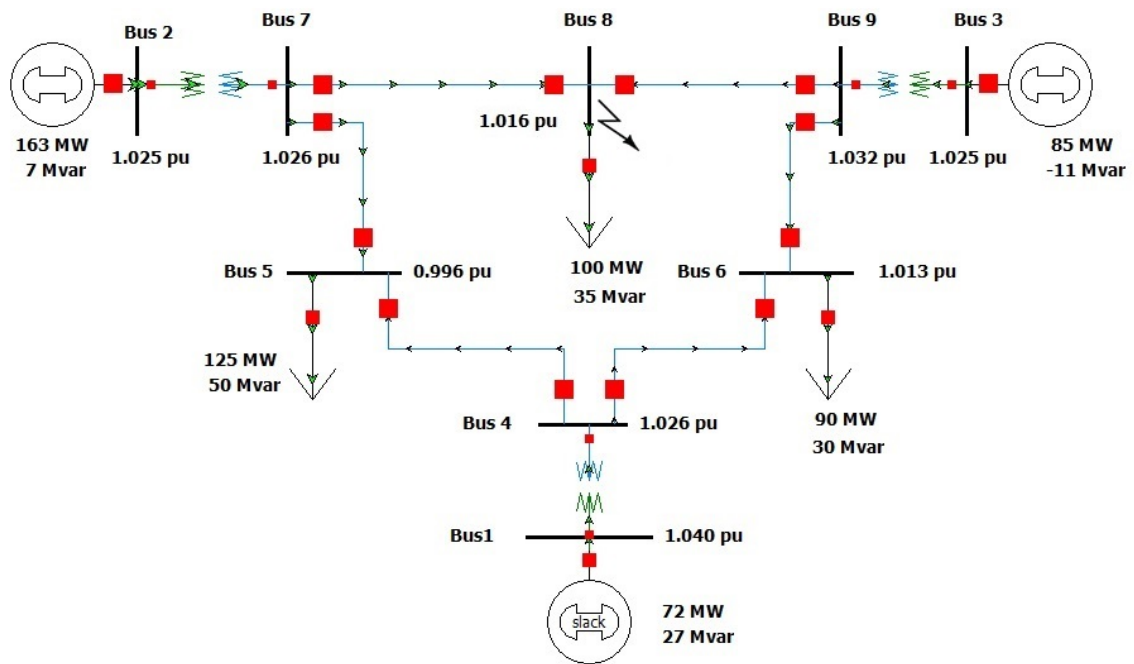 Bus 2
Bus 7
Bus 8
Bus 9
Bus 3
163 MW
7 Mvar
1.025 pu
1.026 pu
1.016 pu
1.032 pu
1.025 pu
85 MW
-11 Mvar
Bus 5
0.996 pu
100 MW
35 Mvar
Bus 6
1.013 pu
125 MW
50 Mvar
Bus 4
1.026 pu
90 MW
30 Mvar
Bus1
1.040 pu
slack
72 MW
27 Mvar